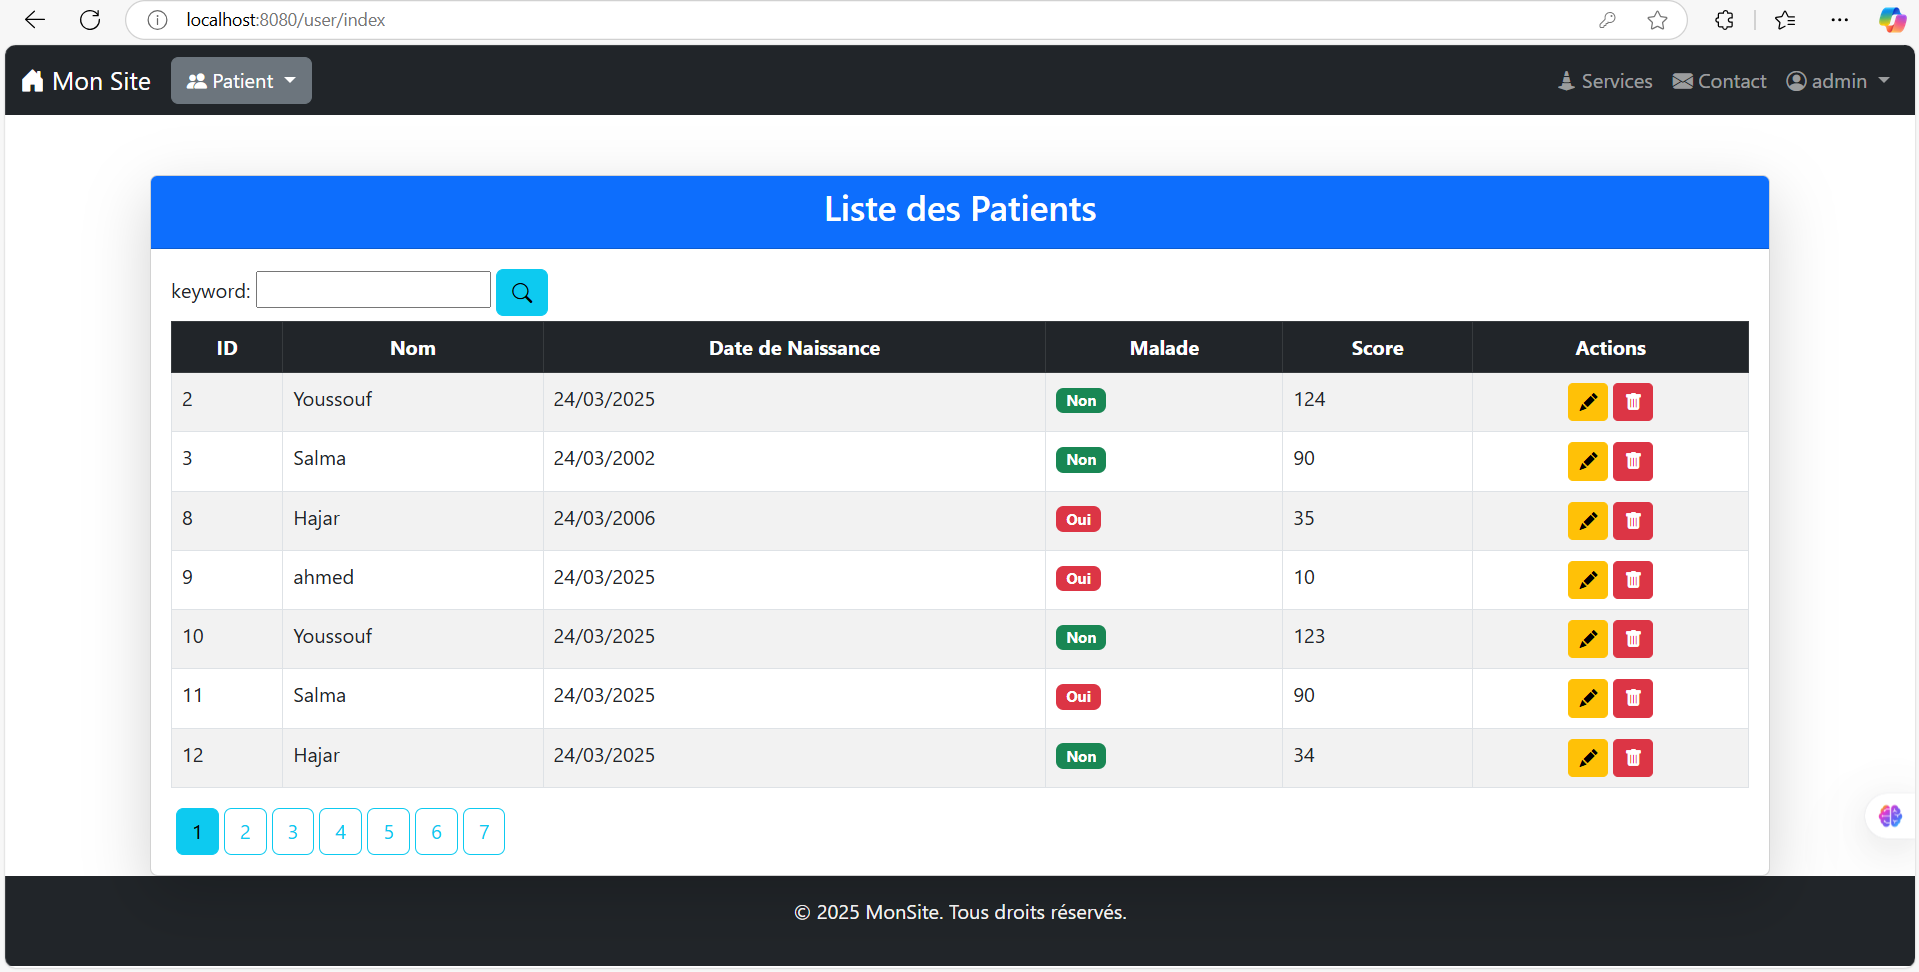 localhost:8080/user/index
Mon Site Patient Services Contact admin
Liste des Patients
keyword:
ID Nom Date de Naissance Malade Score Actions
2 Youssouf 24/03/2025 Non 124
3 Salma 24/03/2002 Non 90
8 Hajar 24/03/2006 Oui 35
9 ahmed 24/03/2025 Oui 10
10 Youssouf 24/03/2025 Non 123
11 Salma 24/03/2025 Oui 90
12 Hajar 24/03/2025 Non 34
1 2 3 4 5 6 7
© 2025 MonSite. Tous droits réservés.